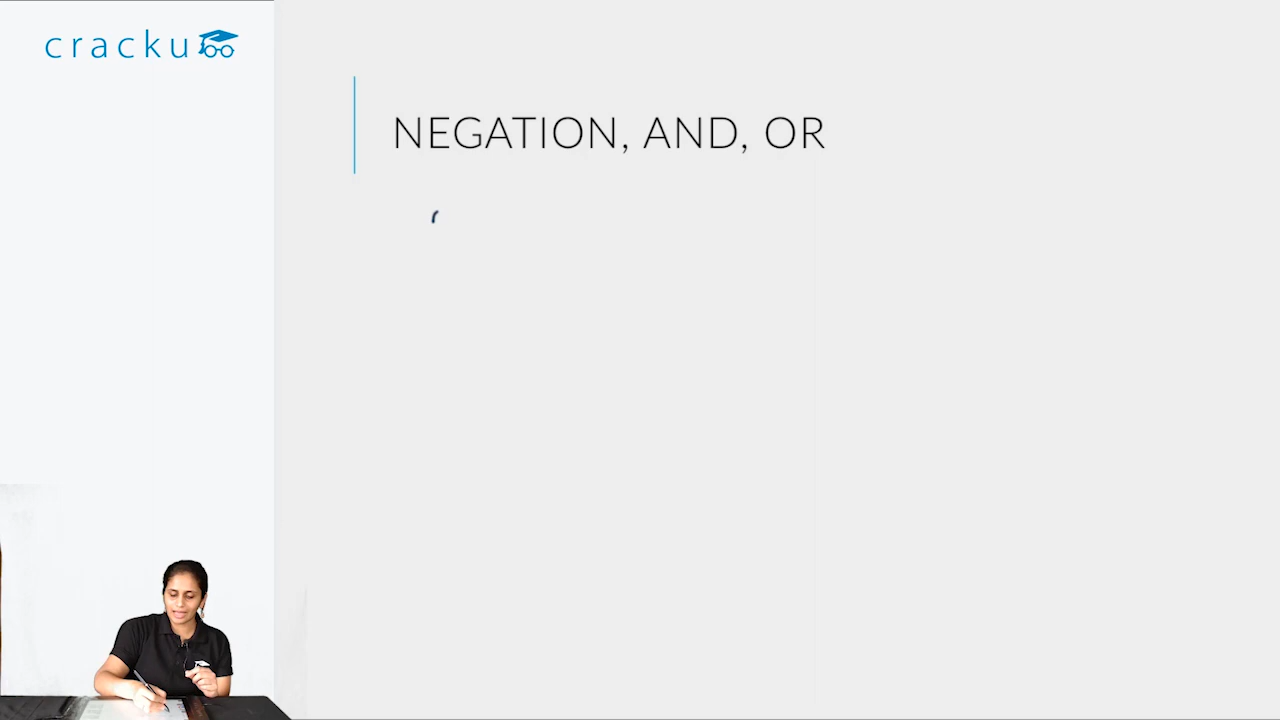 cracku
NEGATION, AND, OR